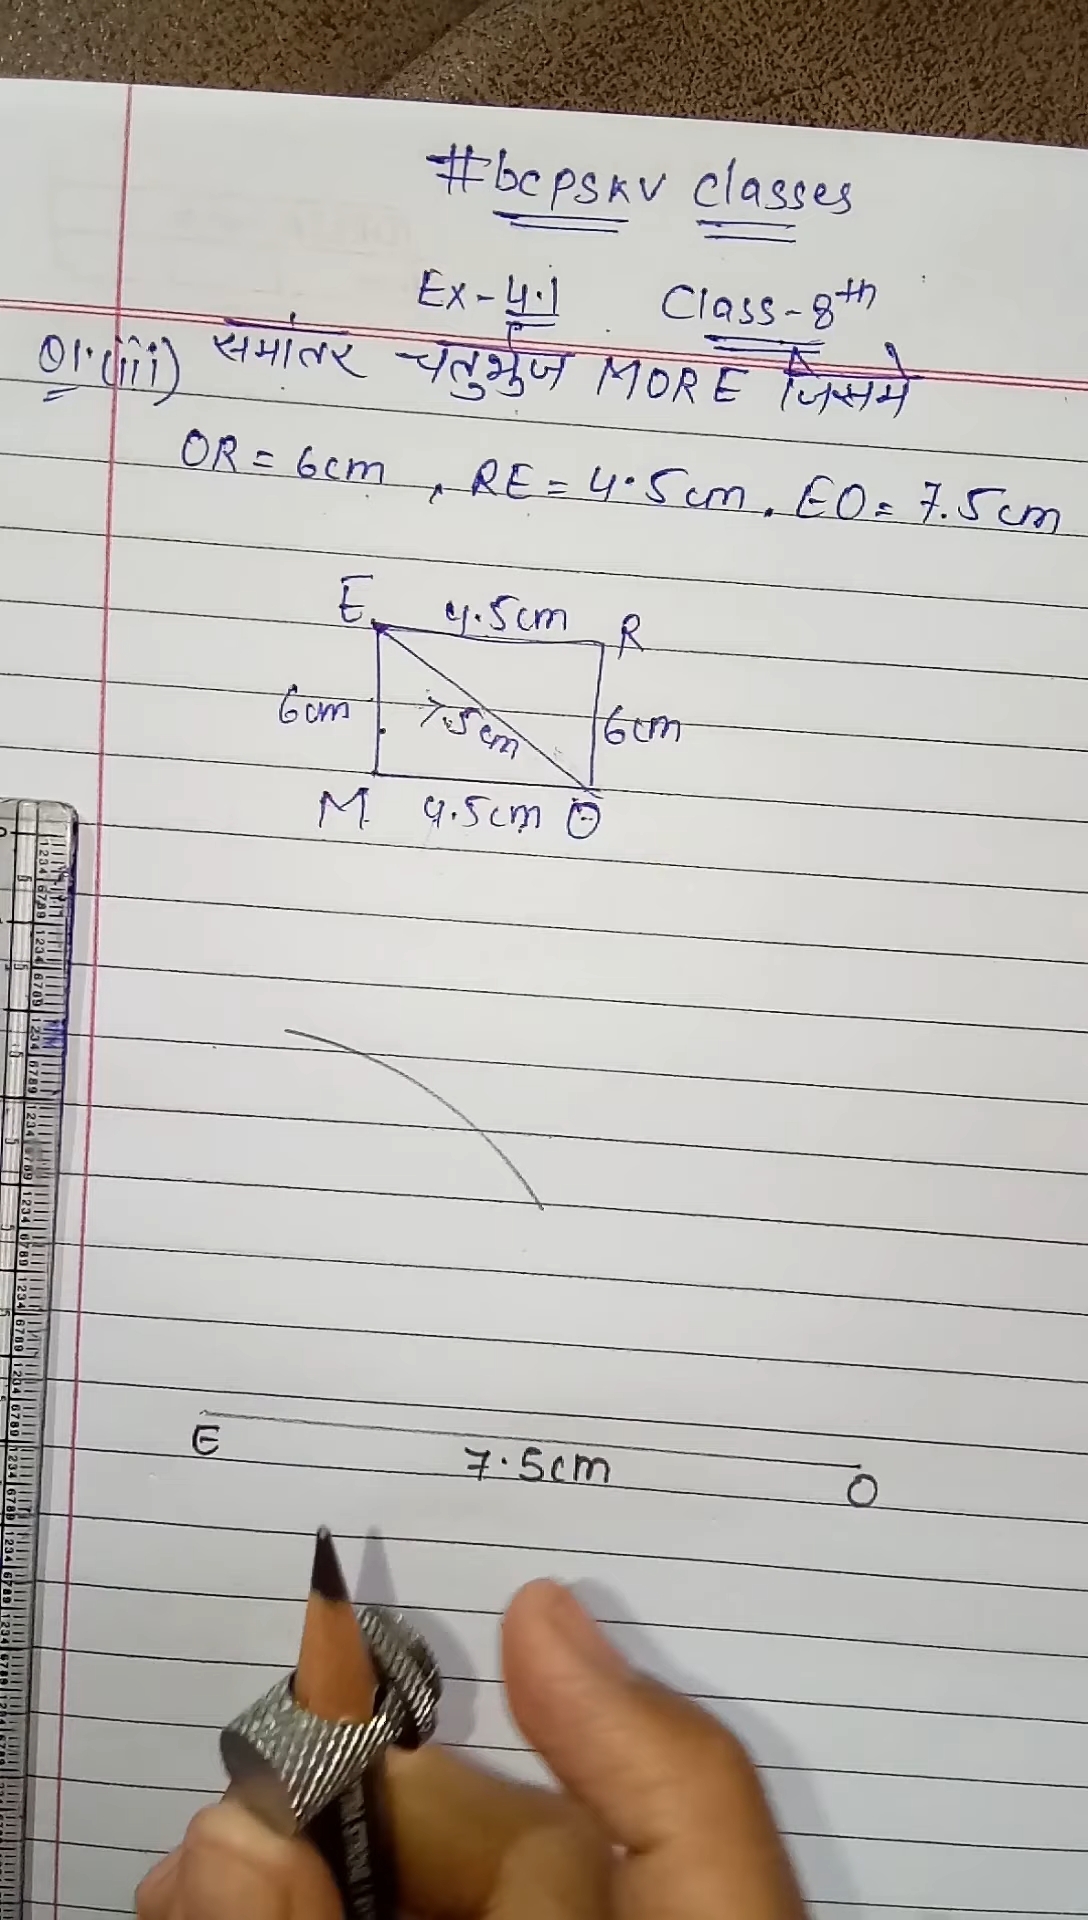 #bcpskv classes
Ex-4.1 Class-8th
Q1.(iii) समांतर चतुर्भुज MORE जिसमें
OR = 6cm, RE = 4.5cm. EO = 7.5cm
E 4.5cm R
6cm 7.5cm 6cm
M 4.5cm O
E 7.5cm O